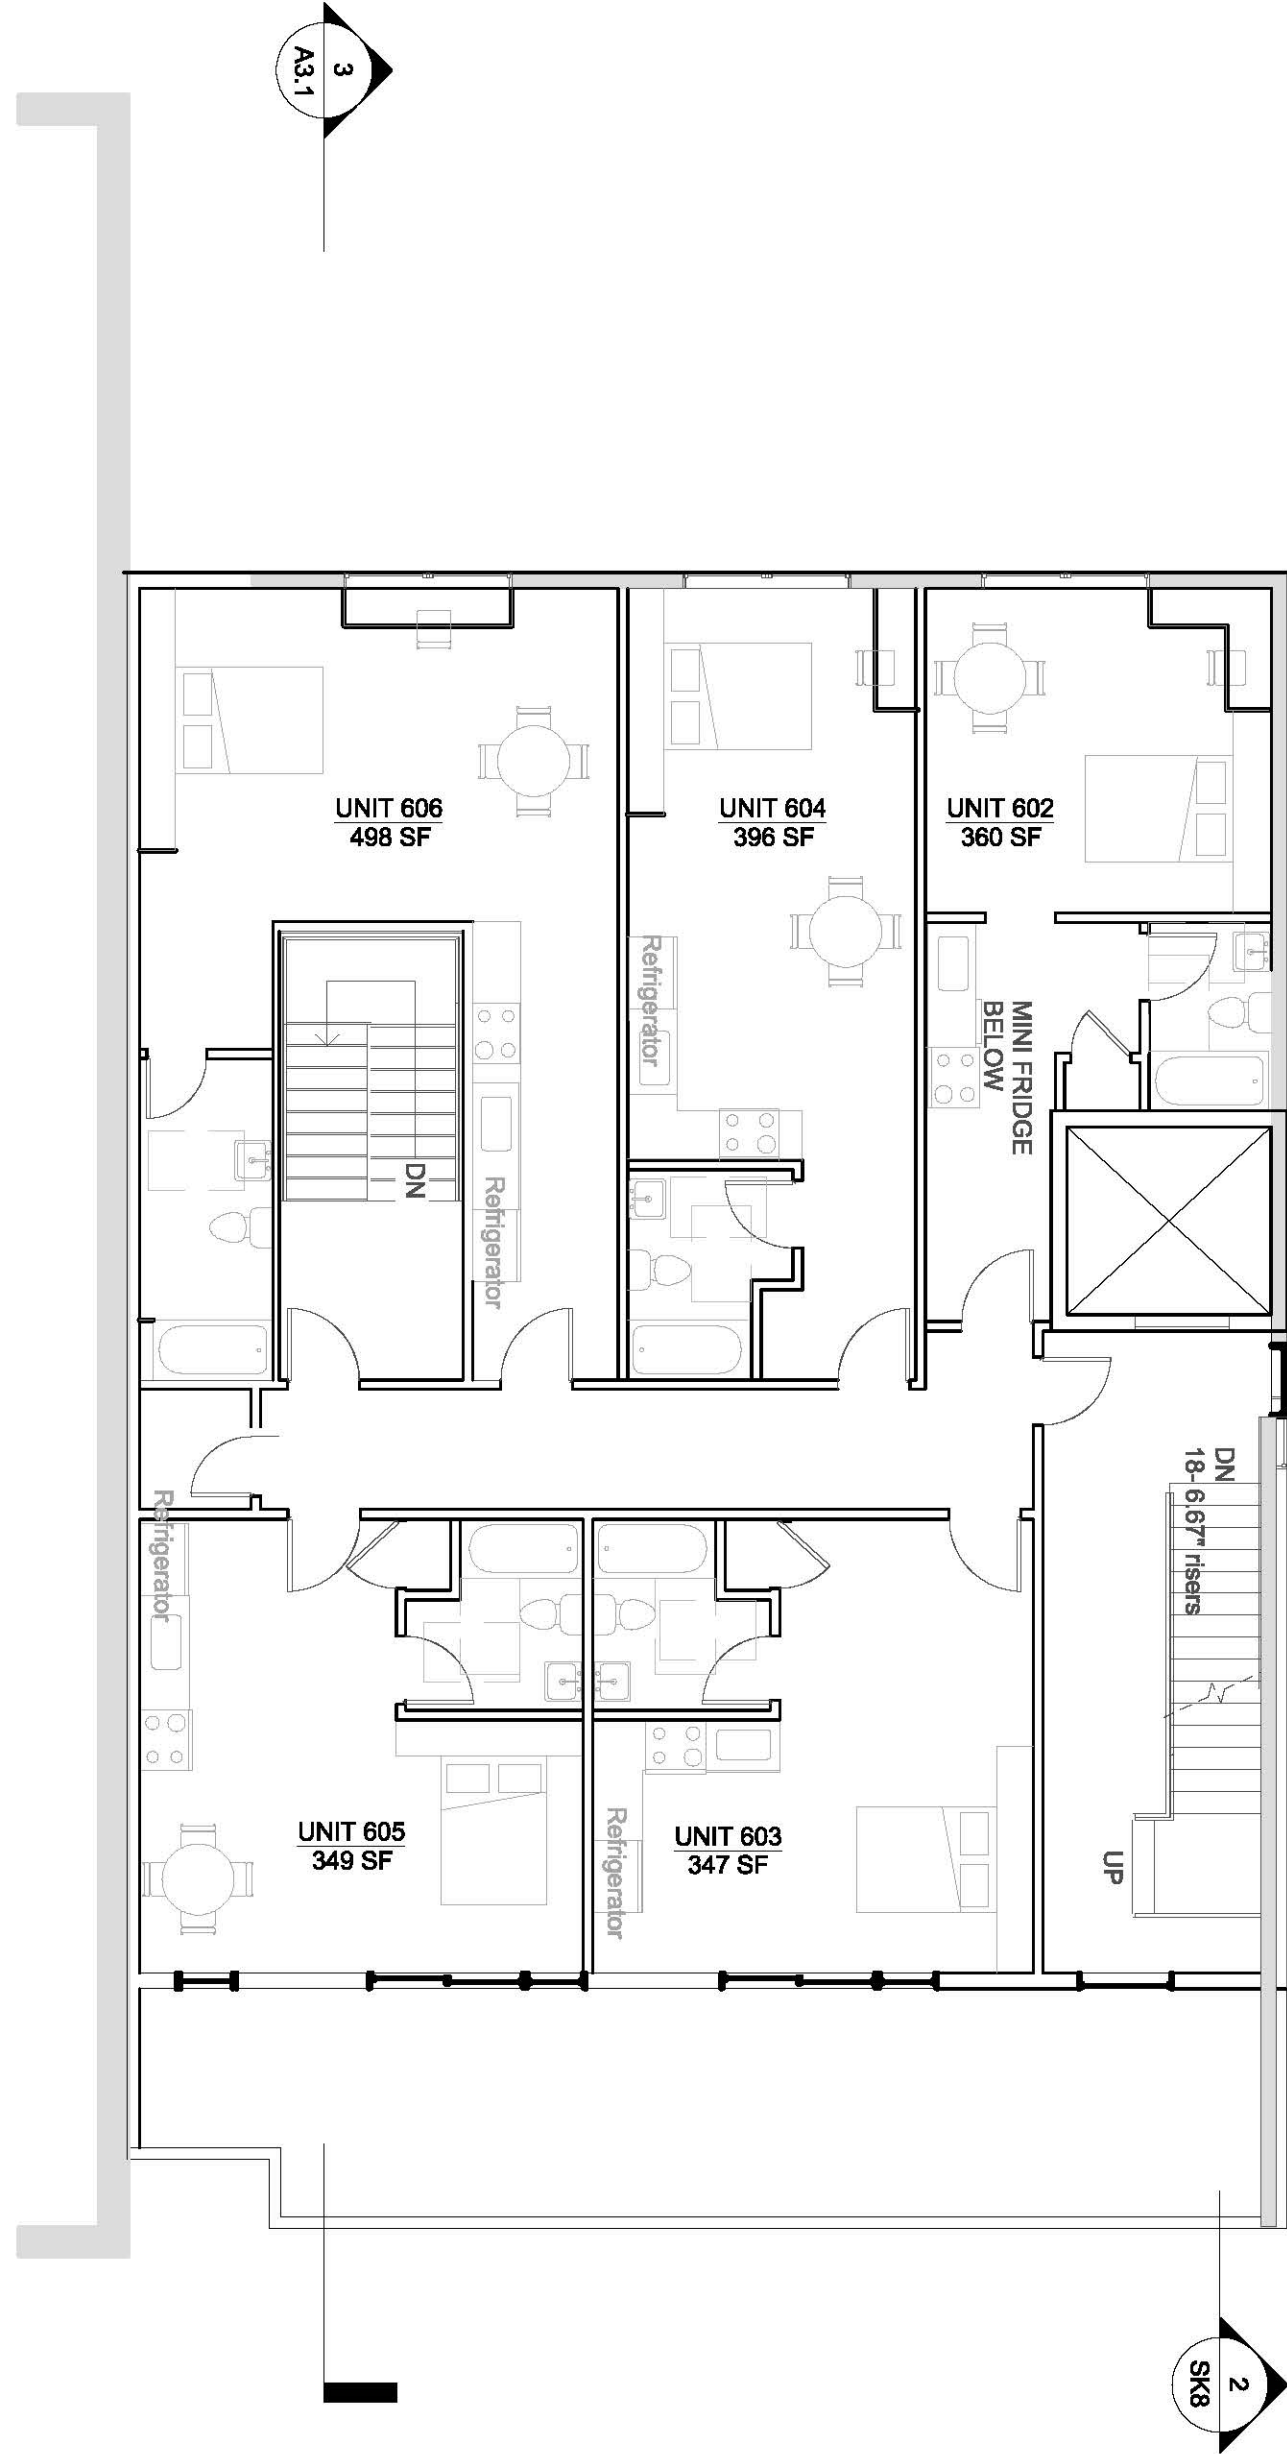 3
A3.1
UNIT 606
498 SF
UNIT 604
396 SF
UNIT 602
360 SF
Refrigerator
MINI FRIDGE
BELOW
DN
Refrigerator
DN
18- 6.67" risers
Refrigerator
UNIT 605
349 SF
UNIT 603
347 SF
Refrigerator
UP
2
SK8